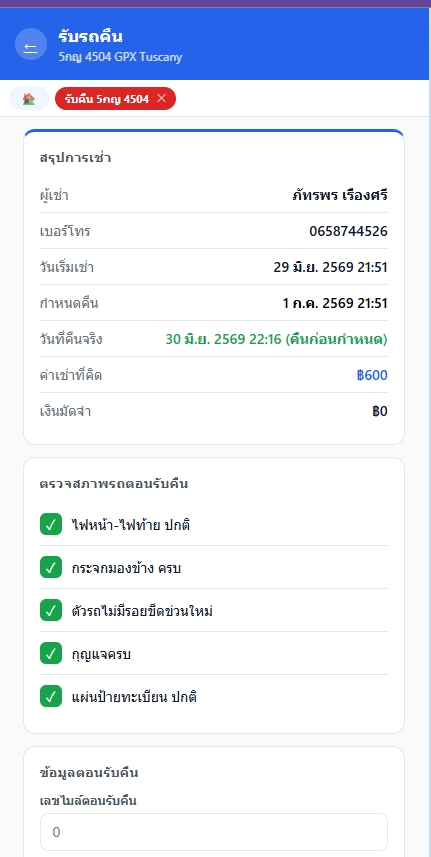 ←
รับรถคืน
5กญ 4504 GPX Tuscany
รับคืน 5กญ 4504 ×
สรุปการเช่า
ผู้เช่า ภัทรพร เรืองศรี
เบอร์โทร 0658744526
วันเริ่มเช่า 29 มิ.ย. 2569 21:51
กำหนดคืน 1 ก.ค. 2569 21:51
วันที่คืนจริง 30 มิ.ย. 2569 22:16 (คืนก่อนกำหนด)
ค่าเช่าที่คิด ฿600
เงินมัดจำ ฿0
ตรวจสภาพรถตอนรับคืน
✓ ไฟหน้า-ไฟท้าย ปกติ
✓ กระจกมองข้าง ครบ
✓ ตัวรถไม่มีรอยขีดข่วนใหม่
✓ กุญแจครบ
✓ แผ่นป้ายทะเบียน ปกติ
ข้อมูลตอนรับคืน
เลขไมล์ตอนรับคืน
0